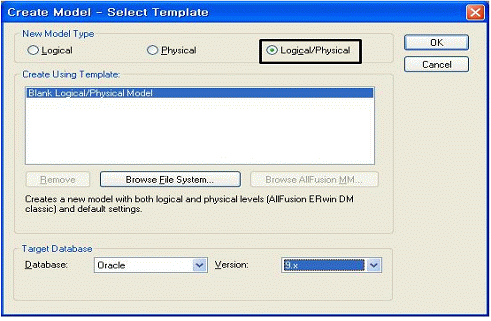 Create Model - Select Template
New Model Type
Logical
Physical
Logical/Physical
OK
Cancel
Create Using Template:
Blank Logical/Physical Model
Remove
Browse File System...
Browse AllFusion MM...
Creates a new model with both logical and physical levels (AllFusion ERwin DM
classic) and default settings.
Target Database
Database:
Oracle
Version:
9.x